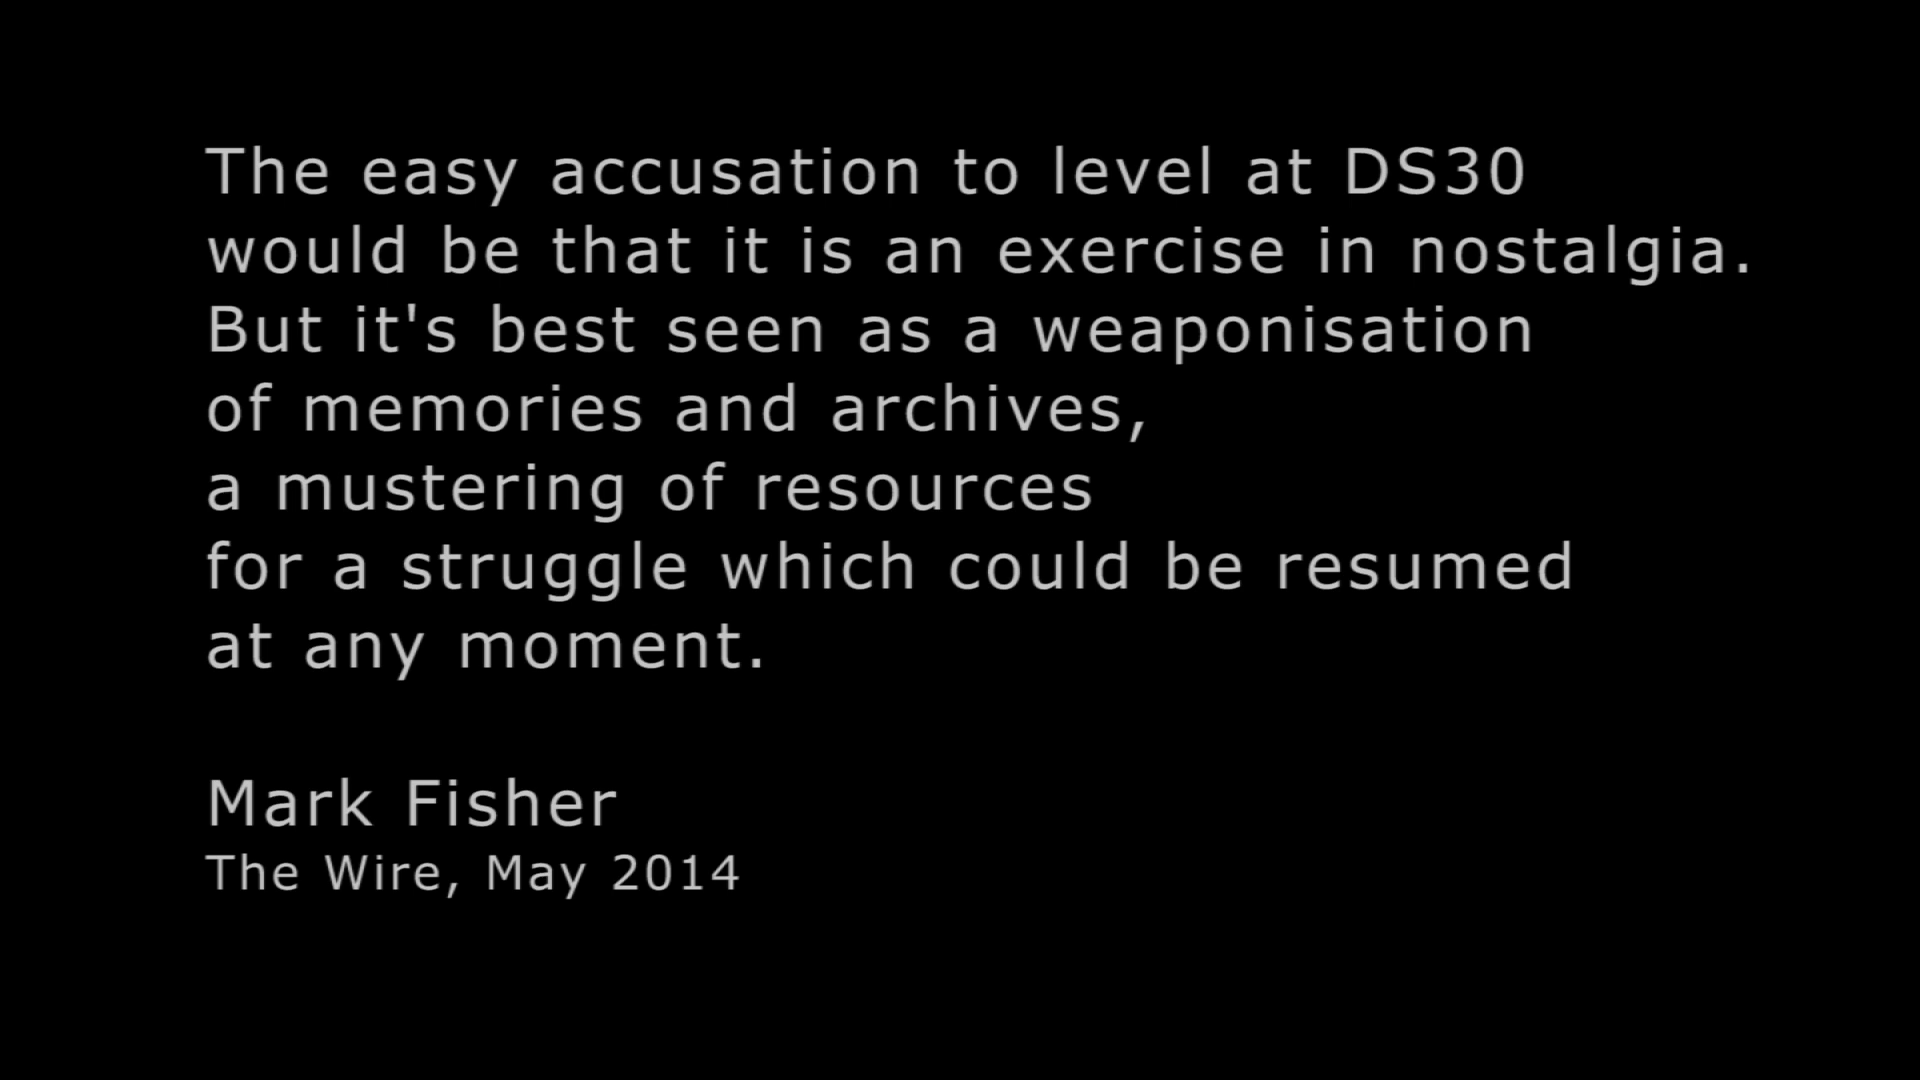 The easy accusation to level at DS30
would be that it is an exercise in nostalgia.
But it's best seen as a weaponisation
of memories and archives,
a mustering of resources
for a struggle which could be resumed
at any moment.
Mark Fisher
The Wire, May 2014